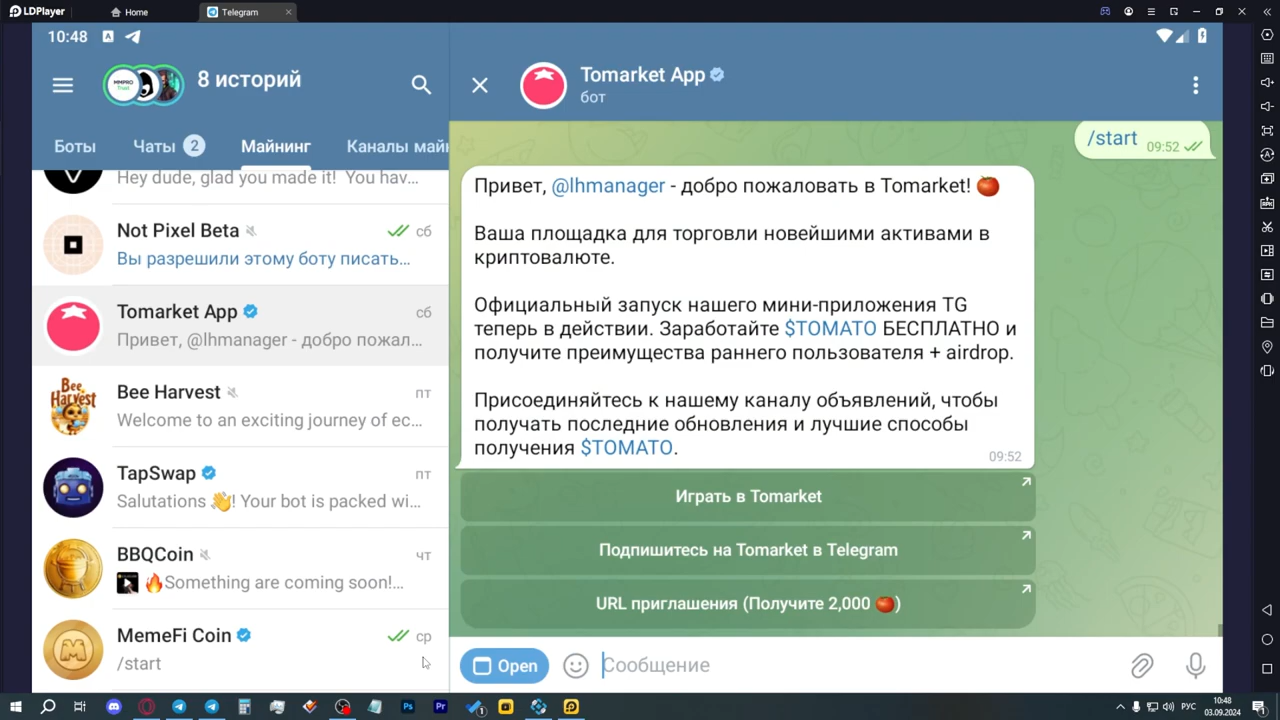 LDPlayer
Home
Telegram
10:48
8 историй
Боты
Чаты 2
Майнинг
Каналы май
Hey dude, glad you made it! You hav...
Not Pixel Beta
сб
Вы разрешили этому боту писать...
Tomarket App
сб
Привет, @lhmanager - добро пожал...
Bee Harvest
пт
Welcome to an exciting journey of ec...
TapSwap
пт
Salutations 👋! Your bot is packed wi...
BBQCoin
чт
🔥Something are coming soon!...
MemeFi Coin
ср
/start
Tomarket App
бот
/start 09:52
Привет, @lhmanager - добро пожаловать в Tomarket! 🍅
Ваша площадка для торговли новейшими активами в
криптовалюте.
Официальный запуск нашего мини-приложения TG
теперь в действии. Заработайте $TOMATO БЕСПЛАТНО и
получите преимущества раннего пользователя + airdrop.
Присоединяйтесь к нашему каналу объявлений, чтобы
получать последние обновления и лучшие способы
получения $TOMATO.
09:52
Играть в Tomarket
Подпишитесь на Tomarket в Telegram
URL приглашения (Получите 2,000 🍅)
Open
Сообщение
РУС
10:48
03.09.2024